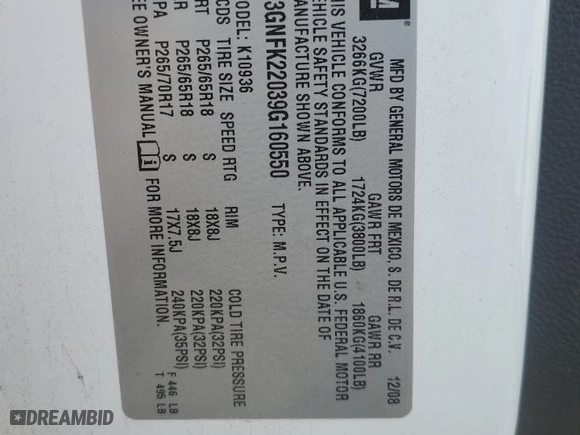 M ®
MFD BY GENERAL MOTORS DE MEXICO, S. DE R.L. DE C.V. 12/08
GVWR GAWR FRT GAWR RR
3266KG(7200LB) 1724KG(3800LB) 1860KG(4100LB)
HIS VEHICLE CONFORMS TO ALL APPLICABLE U.S. FEDERAL MOTOR
VEHICLE SAFETY STANDARDS IN EFFECT ON THE DATE OF
MANUFACTURE SHOWN ABOVE.
3GNFK22039G160550 TYPE: M.P.V.
MODEL: K10936
CDS TIRE SIZE SPEED RTG RIM COLD TIRE PRESSURE
RT P265/65R18 S 18X8J 220KPA(32PSI)
R P265/65R18 S 18X8J 220KPA(32PSI)
PA P265/70R17 S 17X7.5J 240KPA(35PSI)
EE OWNER'S MANUAL i FOR MORE INFORMATION.
F 446 LB
T 495 LB
DREAMBID